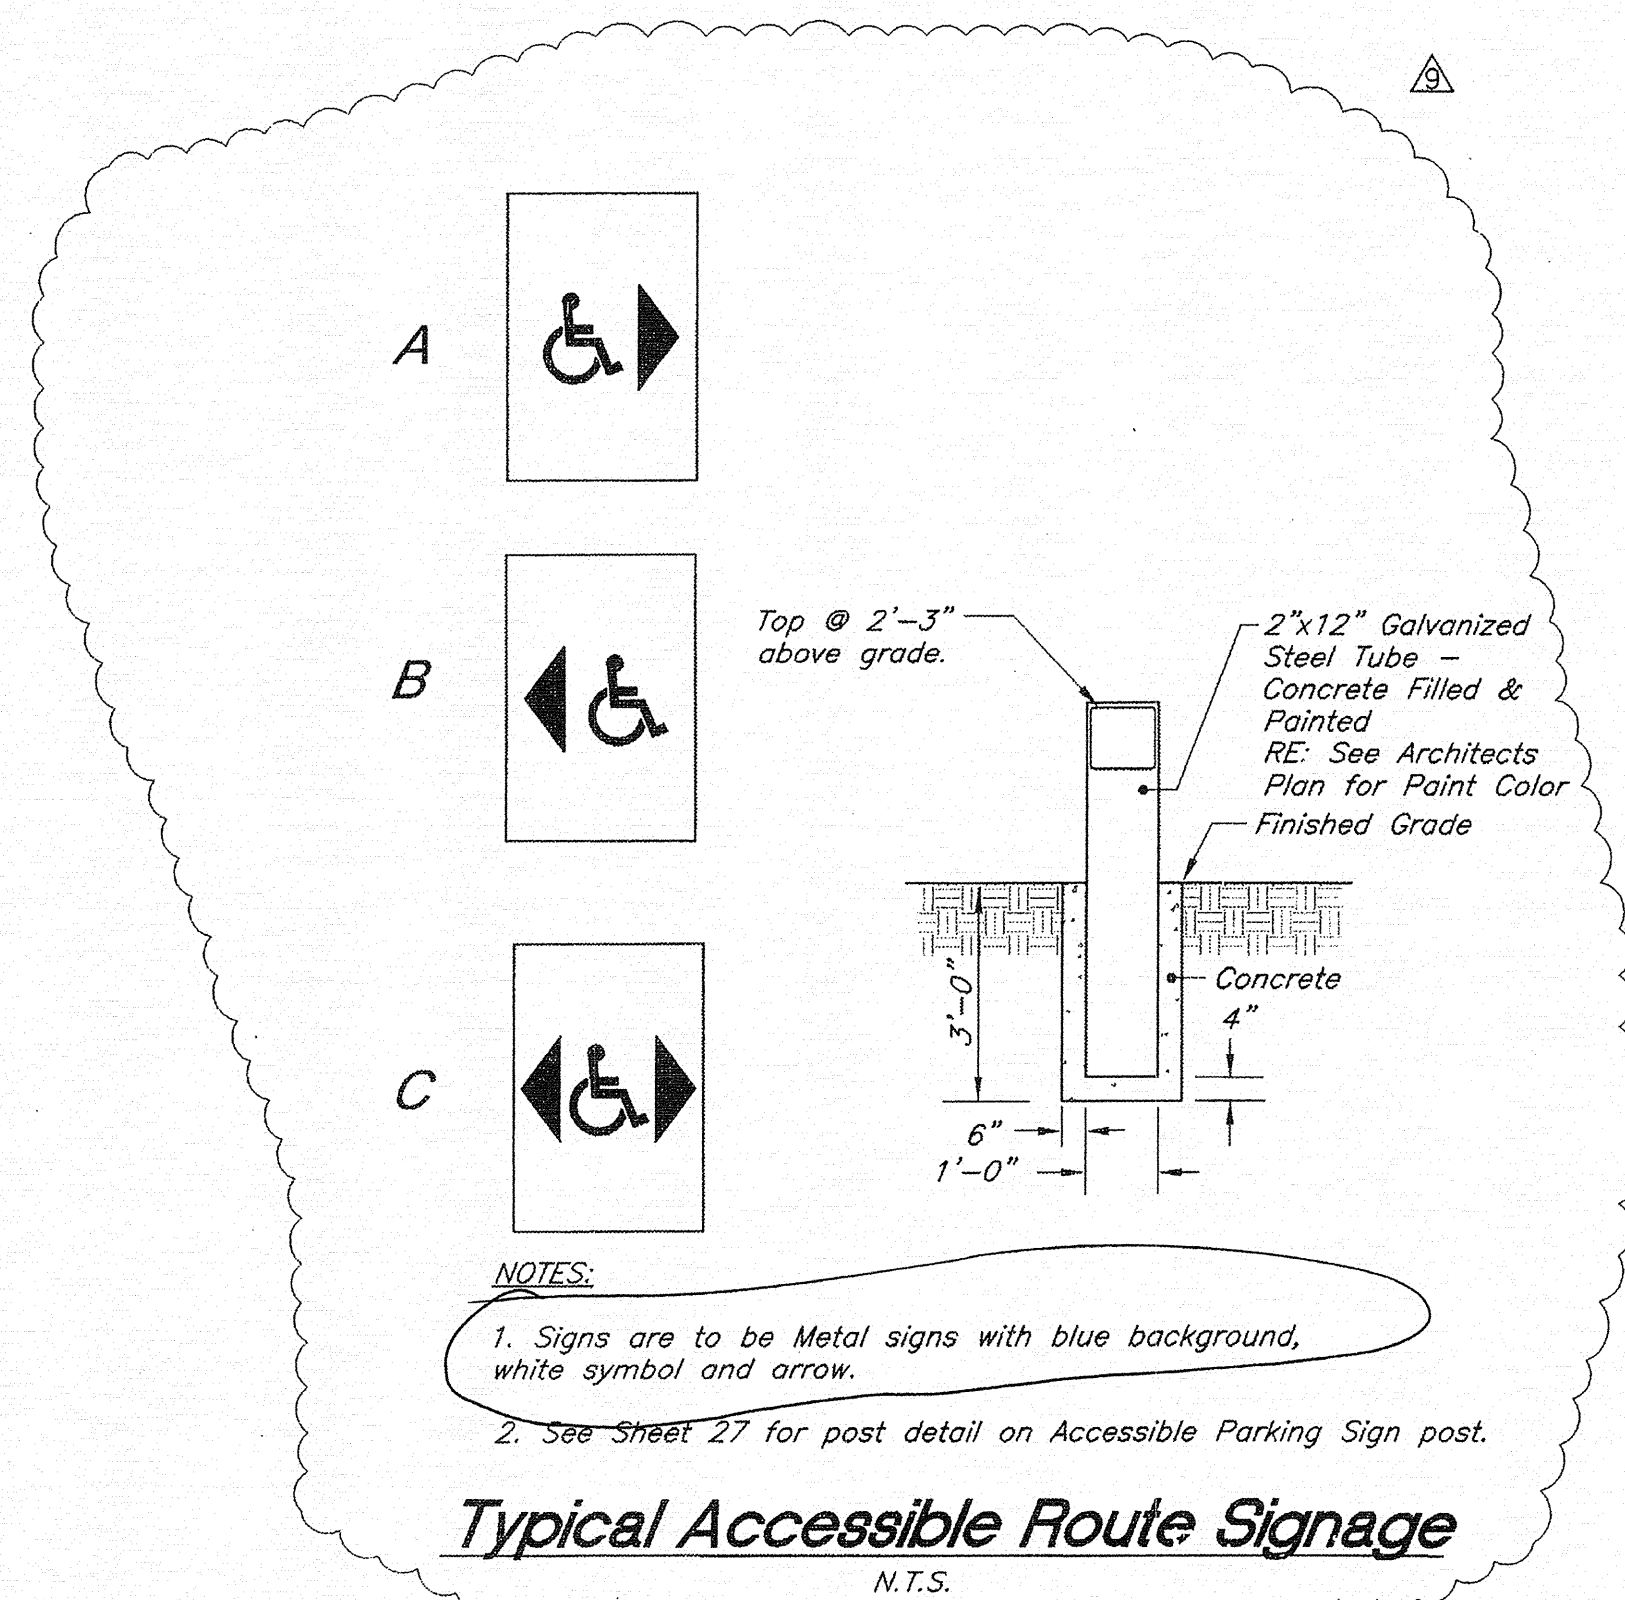 9
A
B
Top @ 2'-3"
above grade.
2"x12" Galvanized
Steel Tube -
Concrete Filled &
Painted
RE: See Architects
Plan for Paint Color
Finished Grade
3'-0"
Concrete
4"
6"
1'-0"
C
NOTES:
1. Signs are to be Metal signs with blue background,
white symbol and arrow.
2. See Sheet 27 for post detail on Accessible Parking Sign post.
Typical Accessible Route Signage
N.T.S.